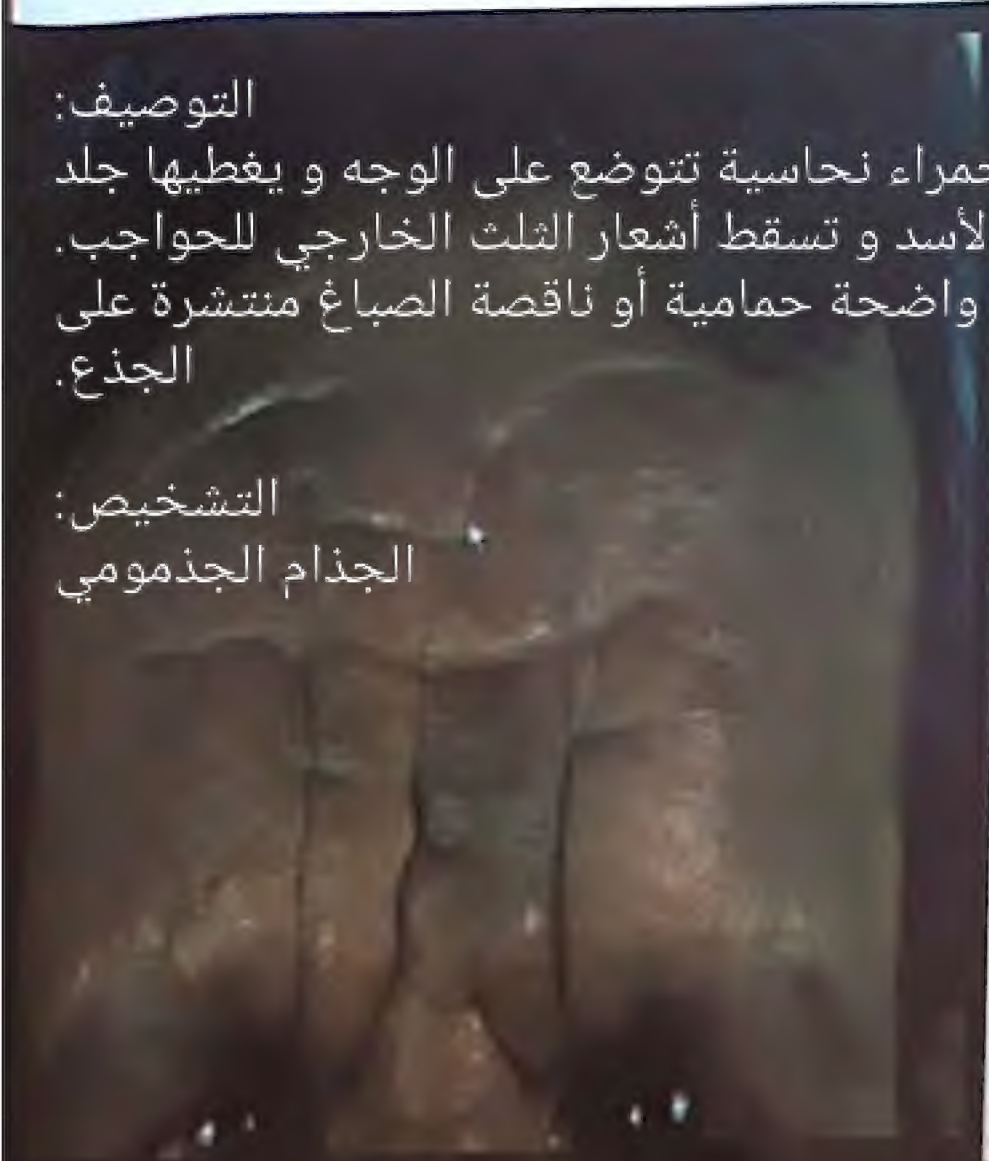 التوصيف:
حمراء نحاسية تتوضع على الوجه و يغطيها جلد
لأسد و تسقط أشعار الثلث الخارجي للحواجب.
واضحة حمامية أو ناقصة الصباغ منتشرة على
الجذع.
التشخيص:
الجذام الجذمومي